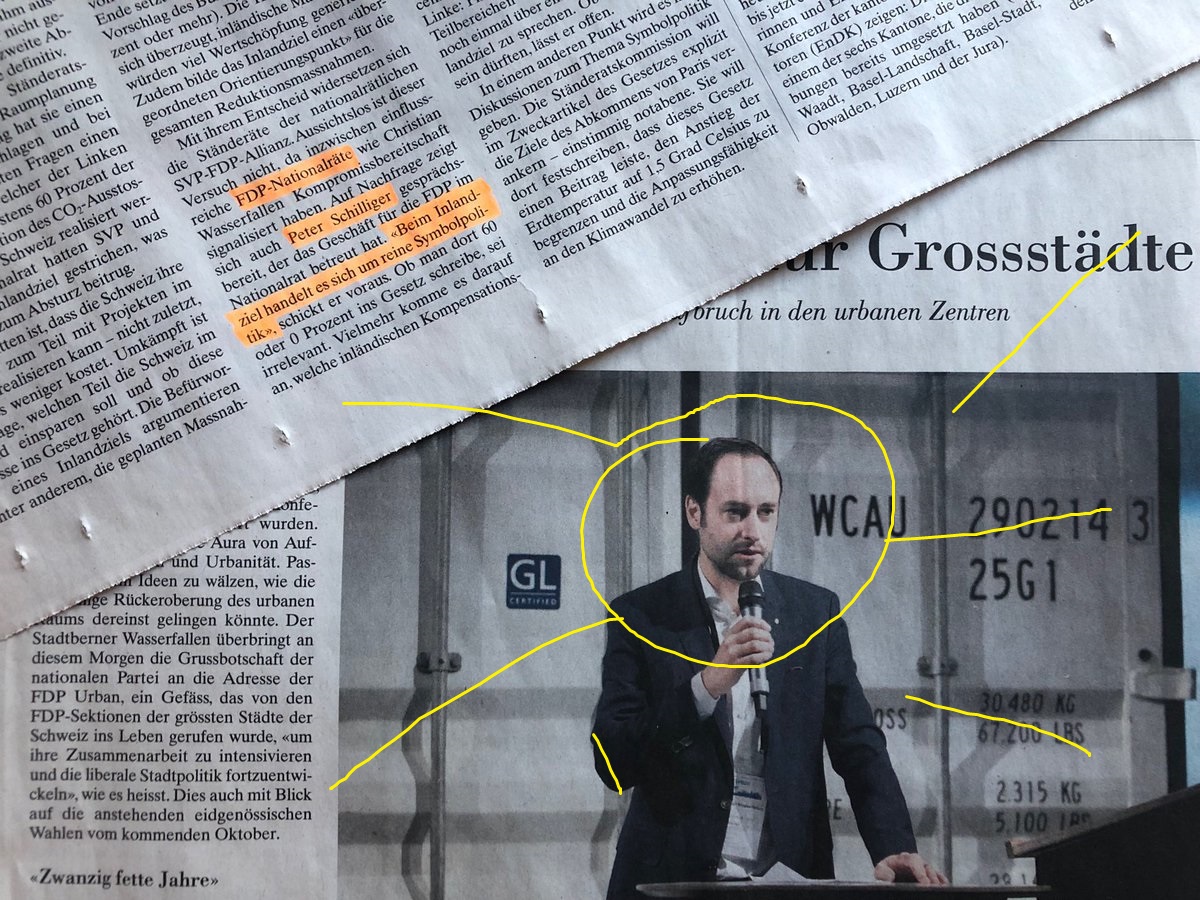 nicht ge-
zweite Ab-
definitiv.
Ständerats-
Raumplanung
hat sie einen
chlagen und bei
ten Fragen einen
der Linken
60 Prozent der
tion des CO₂-Ausstos-
Schweiz realisiert wer-
hatten SVP und
nlandziel gestrichen, was
zum Absturz beitrug.
ist, dass die Schweiz ihre
zum Teil mit Projekten im
realisieren kann – nicht zuletzt,
weniger kostet. Umkämpft ist
welchen Teil die Schweiz im
einsparen soll und ob diese
ins Gesetz gehört. Die Befürwor-
eines Inlandziels argumentieren
anderem, die geplanten Massnah-
Ende setz
Vorschlag des B
zent oder mehr). Die
sich überzeugt, inländische Ma
würden viel Wertschöpfung gene
Zudem bilde das Inlandziel einen «über-
geordneten Orientierungspunkt» für die
gesamten Reduktionsmassnahmen.
Mit ihrem Entscheid widersetzen sich
die Ständeräte der nationalrätlichen
SVP-FDP-Allianz. Aussichtslos ist dieser
Versuch nicht, da inzwischen einfluss-
reiche FDP-Nationalräte wie Christian
Wasserfallen Kompromissbereitschaft
signalisiert haben. Auf Nachfrage zeigt
sich auch Peter Schilliger gesprächs-
bereit, der das Geschäft für die FDP im
Nationalrat betreut hat. «Beim Inland-
ziel handelt es sich um reine Symbolpoli-
tik», schickt er voraus. Ob man dort 60
oder 0 Prozent ins Gesetz schreibe, sei
irrelevant. Vielmehr komme es darauf
an, welche inländischen Kompensations-
Linke: H
Teilbereichen
noch einmal über ein
landziel zu sprechen. Ob
sein dürften, lässt er offen.
In einem anderen Punkt wird es
Diskussionen zum Thema Symbolpolitik
geben. Die Ständeratskommission will
im Zweckartikel des Gesetzes explizit
die Ziele des Abkommens von Paris ver-
ankern – einstimmig notabene. Sie will
dort festschreiben, dass dieses Gesetz
einen Beitrag leiste, den Anstieg der
Erdtemperatur auf 1,5 Grad Celsius zu
begrenzen und die Anpassungsfähigkeit
an den Klimawandel zu erhöhen.
bis jetzt
rinnen und E
Konferenz der kanto
toren (EnDK) zeigen: D
einem der sechs Kantone, die d
bungen bereits umgesetzt haben (
Waadt, Basel-Landschaft, Basel-Stadt,
Obwalden, Luzern und der Jura).
Grossstädte
bruch in den urbanen Zentren
onfe-
wurden.
Aura von Auf-
und Urbanität. Pas-
Ideen zu wälzen, wie die
Rückeroberung des urbanen
Raums dereinst gelingen könnte. Der
Stadtberner Wasserfallen überbringt an
diesem Morgen die Grussbotschaft der
nationalen Partei an die Adresse der
FDP Urban, ein Gefäss, das von den
FDP-Sektionen der grössten Städte der
Schweiz ins Leben gerufen wurde, «um
ihre Zusammenarbeit zu intensivieren
und die liberale Stadtpolitik fortzuentwi-
ckeln», wie es heisst. Dies auch mit Blick
auf die anstehenden eidgenössischen
Wahlen vom kommenden Oktober.
«Zwanzig fette Jahre»
GL
CERTIFIED
WCAU 290214 3
25G1
30.480 KG
67.200 LBS
2.315 KG
5,100 LBS